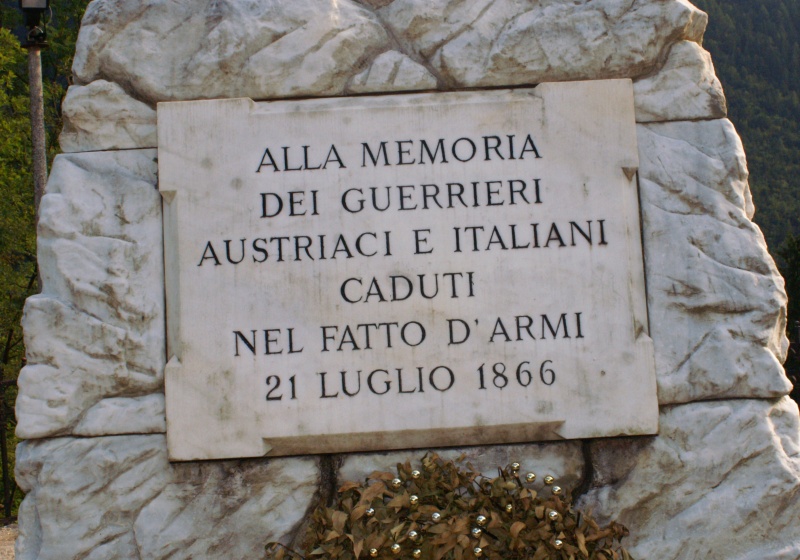 ALLA MEMORIA
DEI GUERRIERI
AUSTRIACI E ITALIANI
CADUTI
NEL FATTO D'ARMI
21 LUGLIO 1866